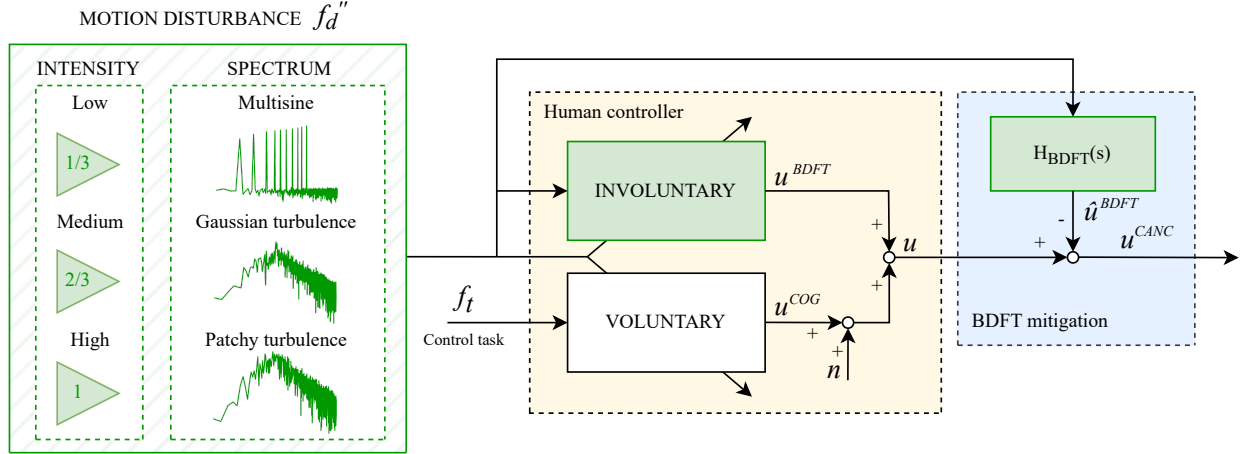 MOTION DISTURBANCE f_d''
INTENSITY
SPECTRUM
Low
1/3
Medium
2/3
High
1
Multisine
Gaussian turbulence
Patchy turbulence
f_t
Control task
Human controller
INVOLUNTARY
u^BDFT
VOLUNTARY
u^COG
+
+
n
+
+
u
H_BDFT(s)
-
û^BDFT
+
u^CANC
BDFT mitigation